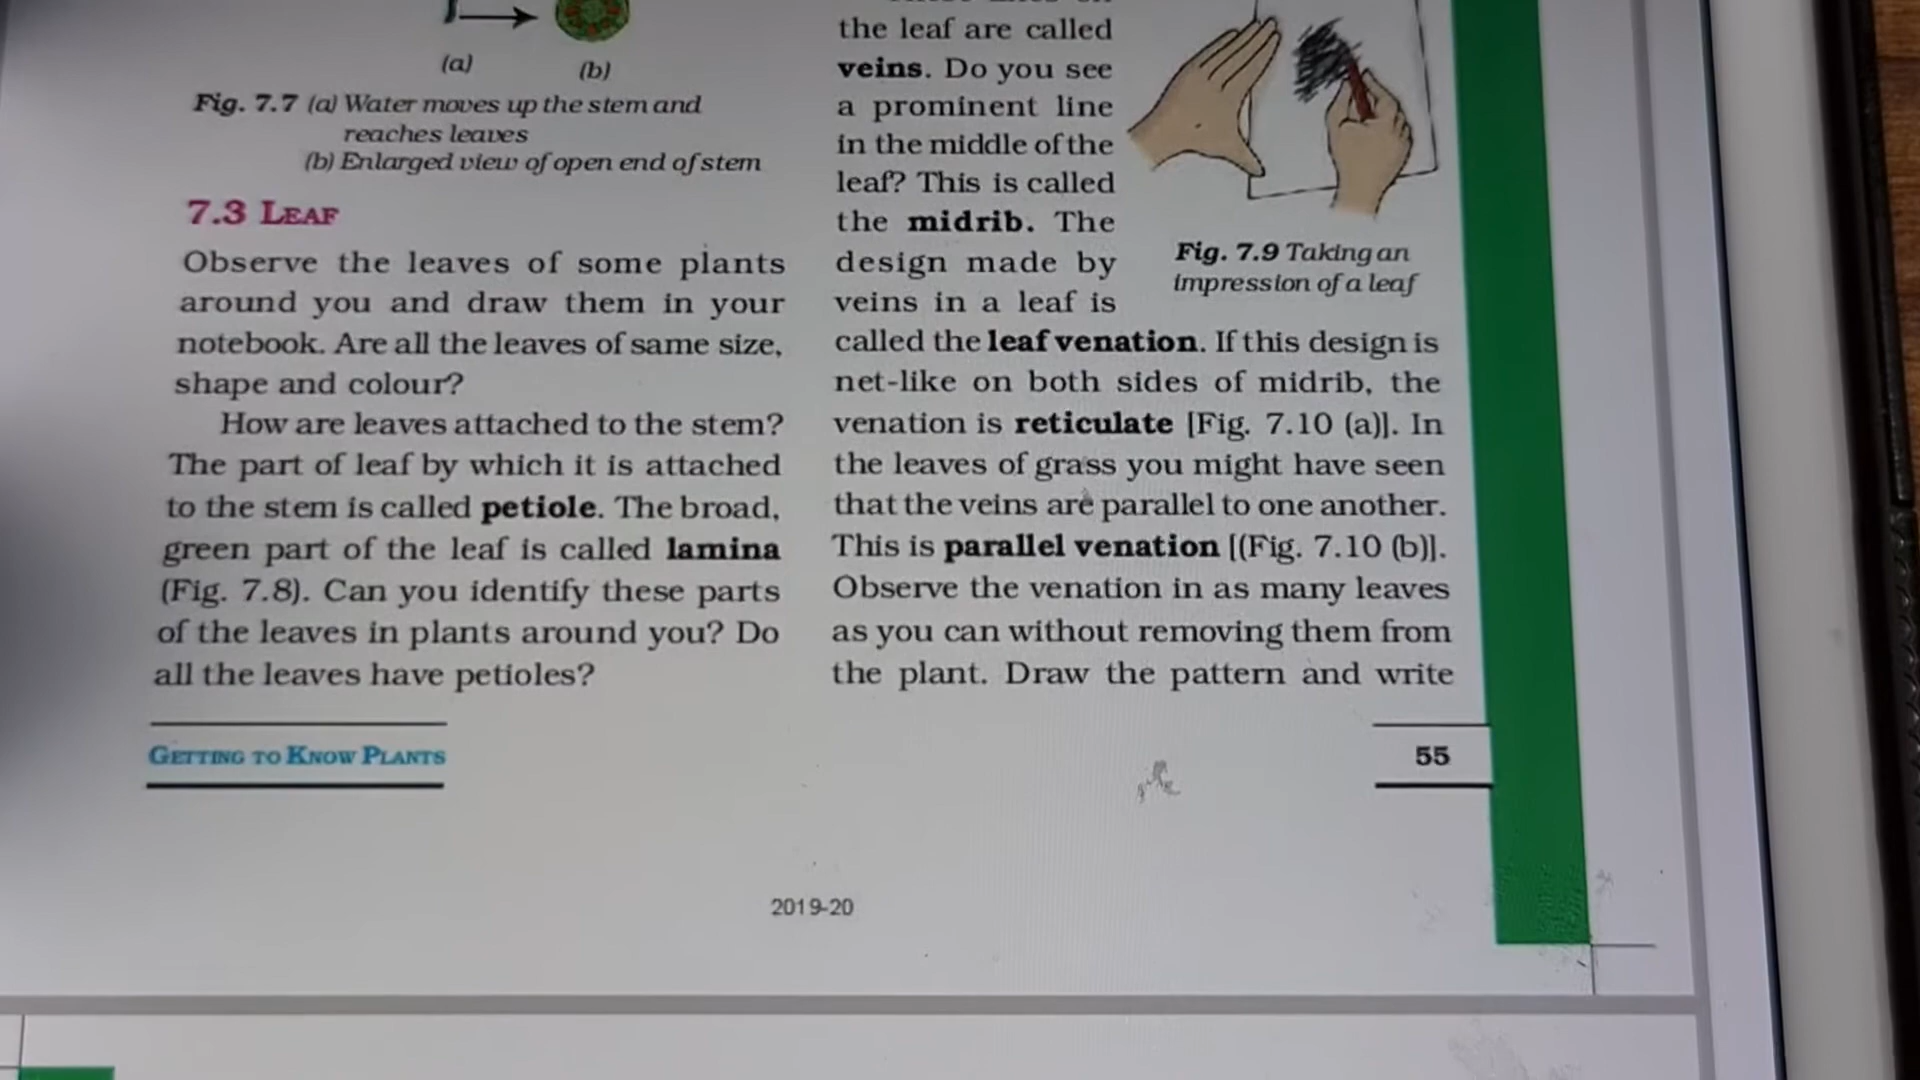 (a)
(b)
Fig. 7.7 (a) Water moves up the stem and
reaches leaves
(b) Enlarged view of open end of stem
7.3 LEAF
Observe the leaves of some plants
around you and draw them in your
notebook. Are all the leaves of same size,
shape and colour?
How are leaves attached to the stem?
The part of leaf by which it is attached
to the stem is called petiole. The broad,
green part of the leaf is called lamina
(Fig. 7.8). Can you identify these parts
of the leaves in plants around you? Do
all the leaves have petioles?
the leaf are called
veins. Do you see
a prominent line
in the middle of the
leaf? This is called
the midrib. The
design made by
veins in a leaf is
called the leaf venation. If this design is
net-like on both sides of midrib, the
venation is reticulate [Fig. 7.10 (a)]. In
the leaves of grass you might have seen
that the veins are parallel to one another.
This is parallel venation [(Fig. 7.10 (b)].
Observe the venation in as many leaves
as you can without removing them from
the plant. Draw the pattern and write
Fig. 7.9 Taking an
impression of a leaf
GETTING TO KNOW PLANTS
55
2019-20